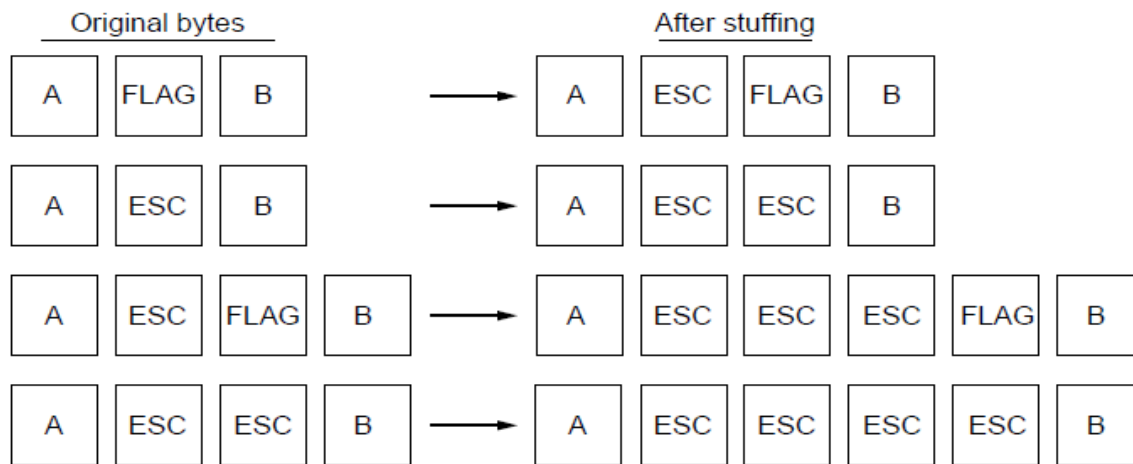 Original bytes After stuffing
A FLAG B A ESC FLAG B
A ESC B A ESC ESC B
A ESC FLAG B A ESC ESC ESC FLAG B
A ESC ESC B A ESC ESC ESC ESC B